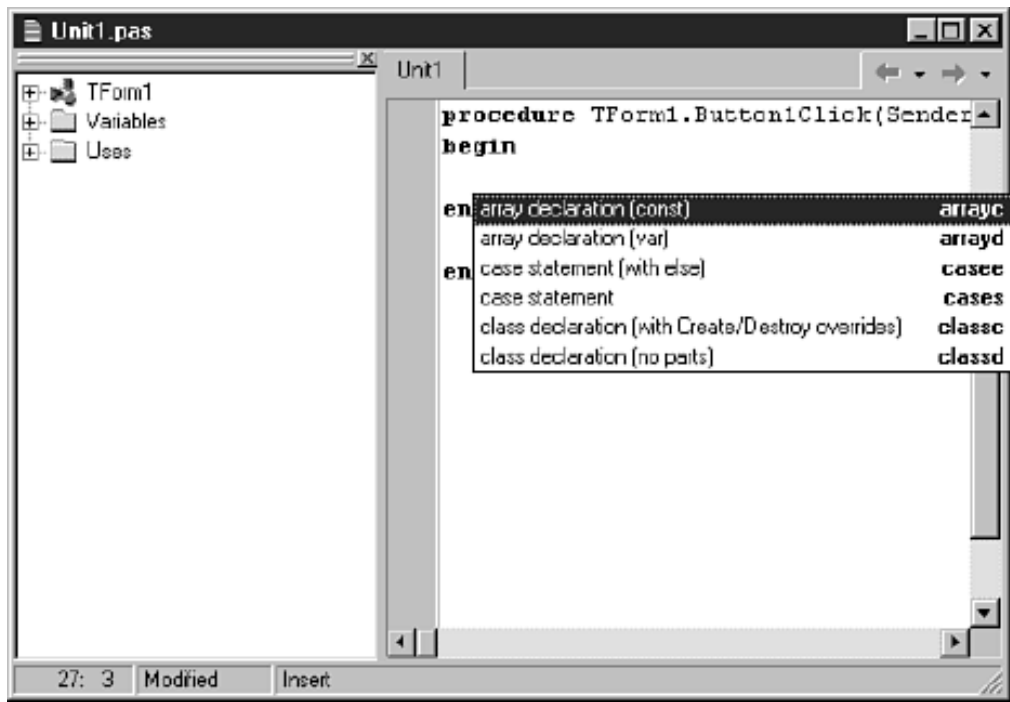 Unit1.pas
TForm1
Variables
Uses
Unit1
procedure TForm1.Button1Click(Sender
begin
en
array declaration (const) arrayc
array declaration (var) arrayd
en
case statement (with else) casee
case statement cases
class declaration (with Create/Destroy overrides) classc
class declaration (no parts) classd
27: 3 Modified Insert